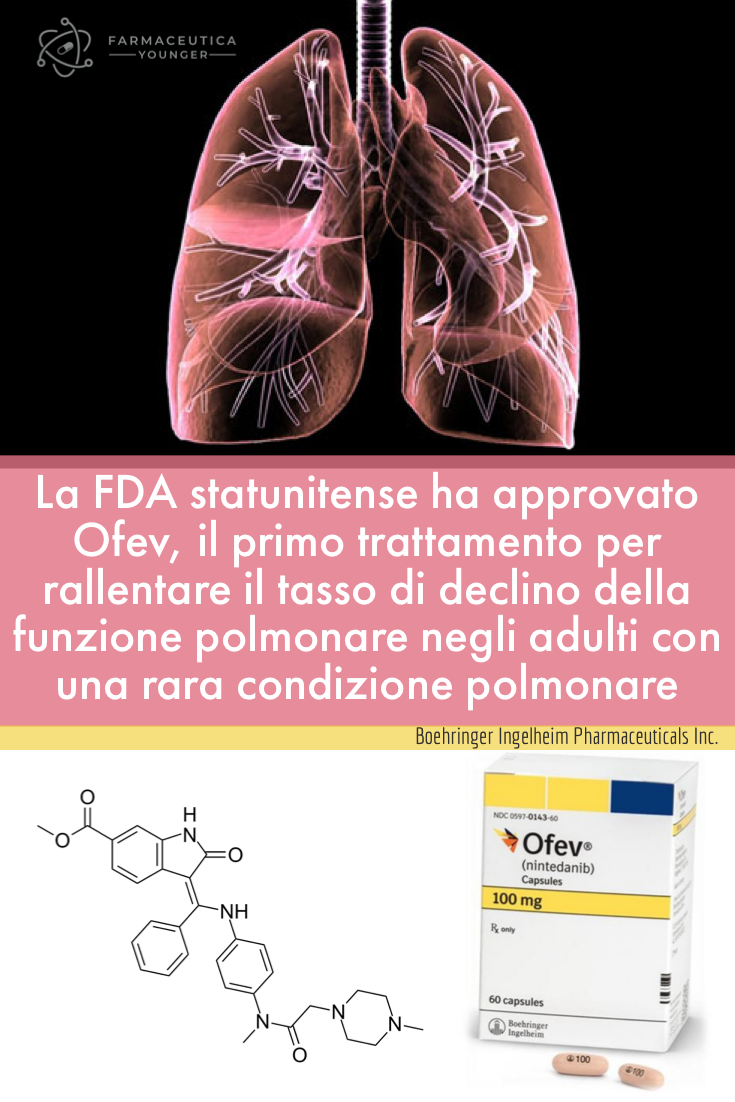 FARMACEUTICA
YOUNGER
La FDA statunitense ha approvato
Ofev, il primo trattamento per
rallentare il tasso di declino della
funzione polmonare negli adulti con
una rara condizione polmonare
Boehringer Ingelheim Pharmaceuticals Inc.
O
O
H
N
O
NH
N
O
N
N
NDC 0597-0143-60
Ofev®
(nintedanib)
Capsules
100 mg
Rx only
60 capsules
Boehringer
Ingelheim
100
100